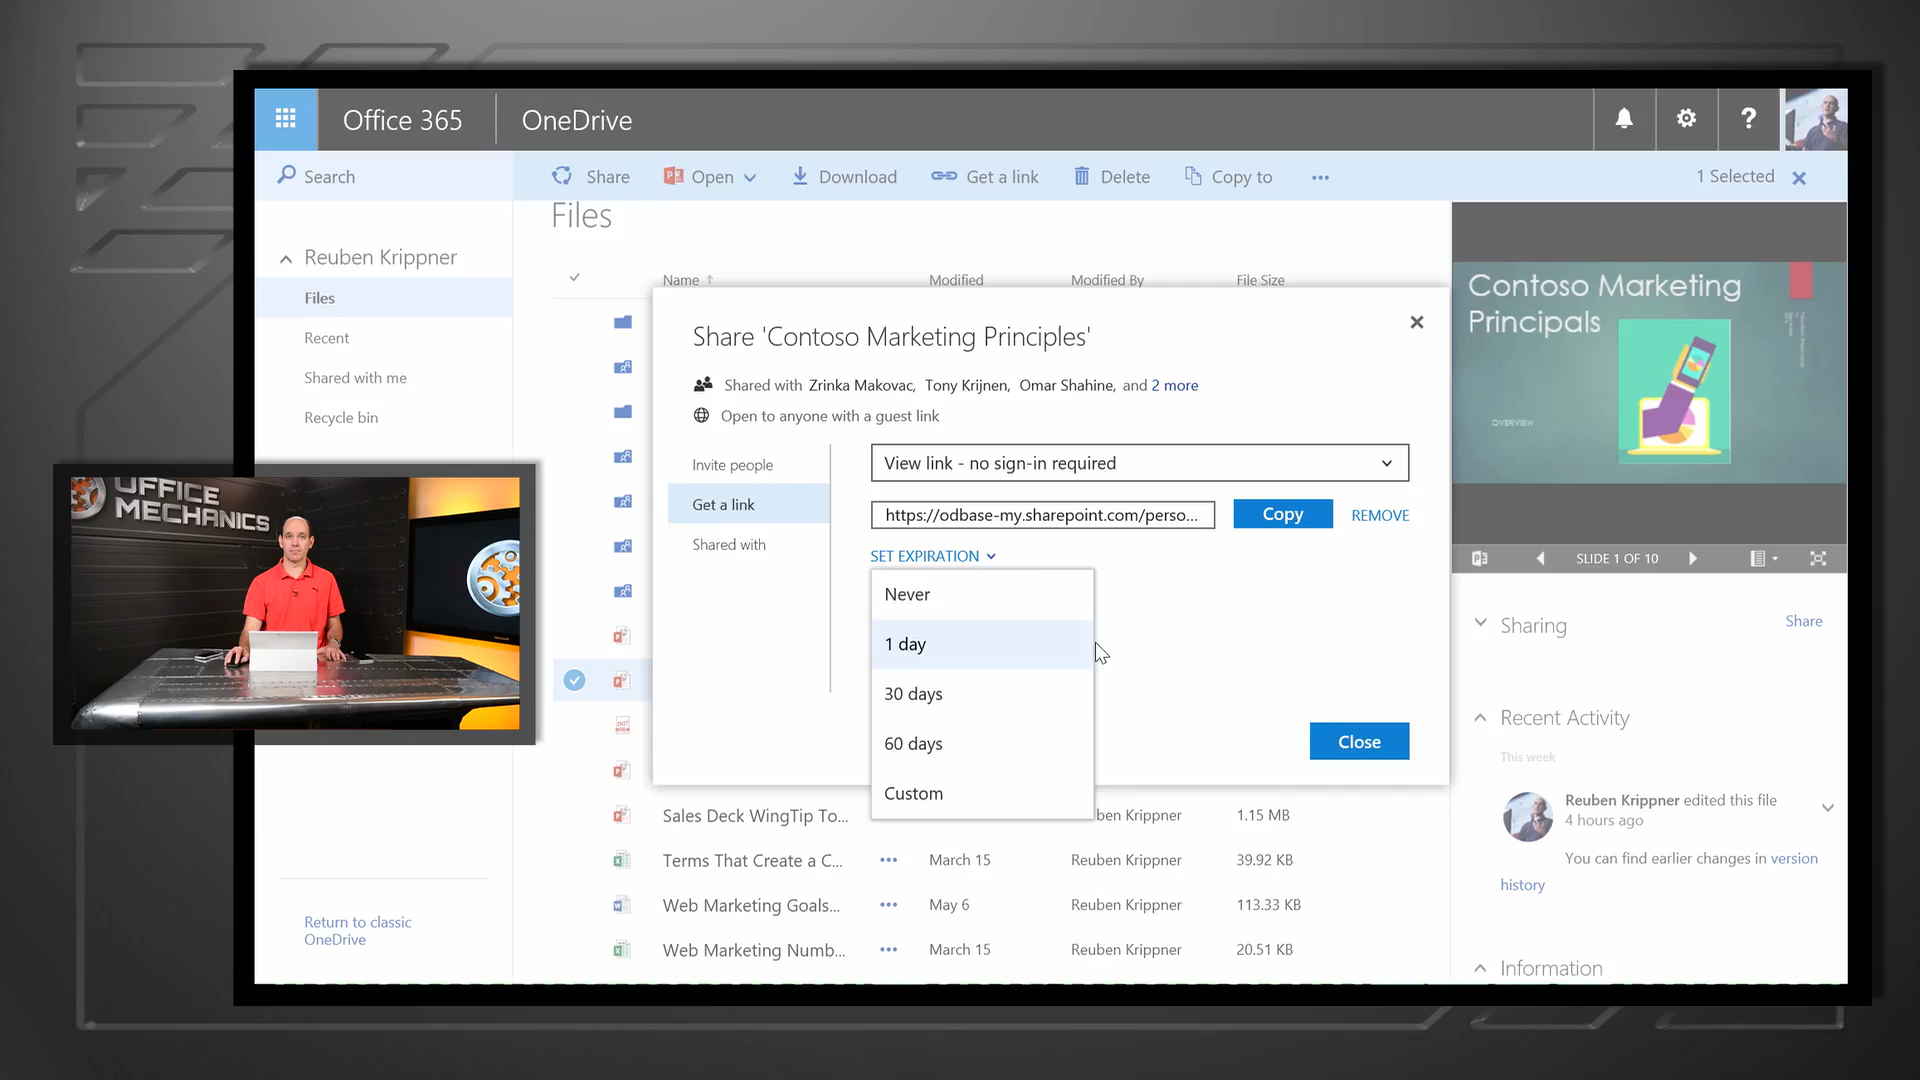 Office 365
OneDrive
?
Search
Share
Open
Download
Get a link
Delete
Copy to
1 Selected
Files
Reuben Krippner
Files
Recent
Shared with me
Recycle bin
Return to classic
OneDrive
Name
Modified
Modified By
File Size
Share 'Contoso Marketing Principles'
Shared with Zrinka Makovac, Tony Krijnen, Omar Shahine, and 2 more
Open to anyone with a guest link
Invite people
Get a link
Shared with
View link - no sign-in required
https://odbase-my.sharepoint.com/perso...
Copy
REMOVE
SET EXPIRATION
Never
1 day
30 days
60 days
Custom
Close
Sales Deck WingTip To... ben Krippner 1.15 MB
Terms That Create a C... March 15 Reuben Krippner 39.92 KB
Web Marketing Goals... May 6 Reuben Krippner 113.33 KB
Web Marketing Numb... March 15 Reuben Krippner 20.51 KB
Contoso Marketing
Principals
OVERVIEW
SLIDE 1 OF 10
Sharing
Share
Recent Activity
This week
Reuben Krippner edited this file
4 hours ago
You can find earlier changes in version
history
Information
OFFICE
MECHANICS